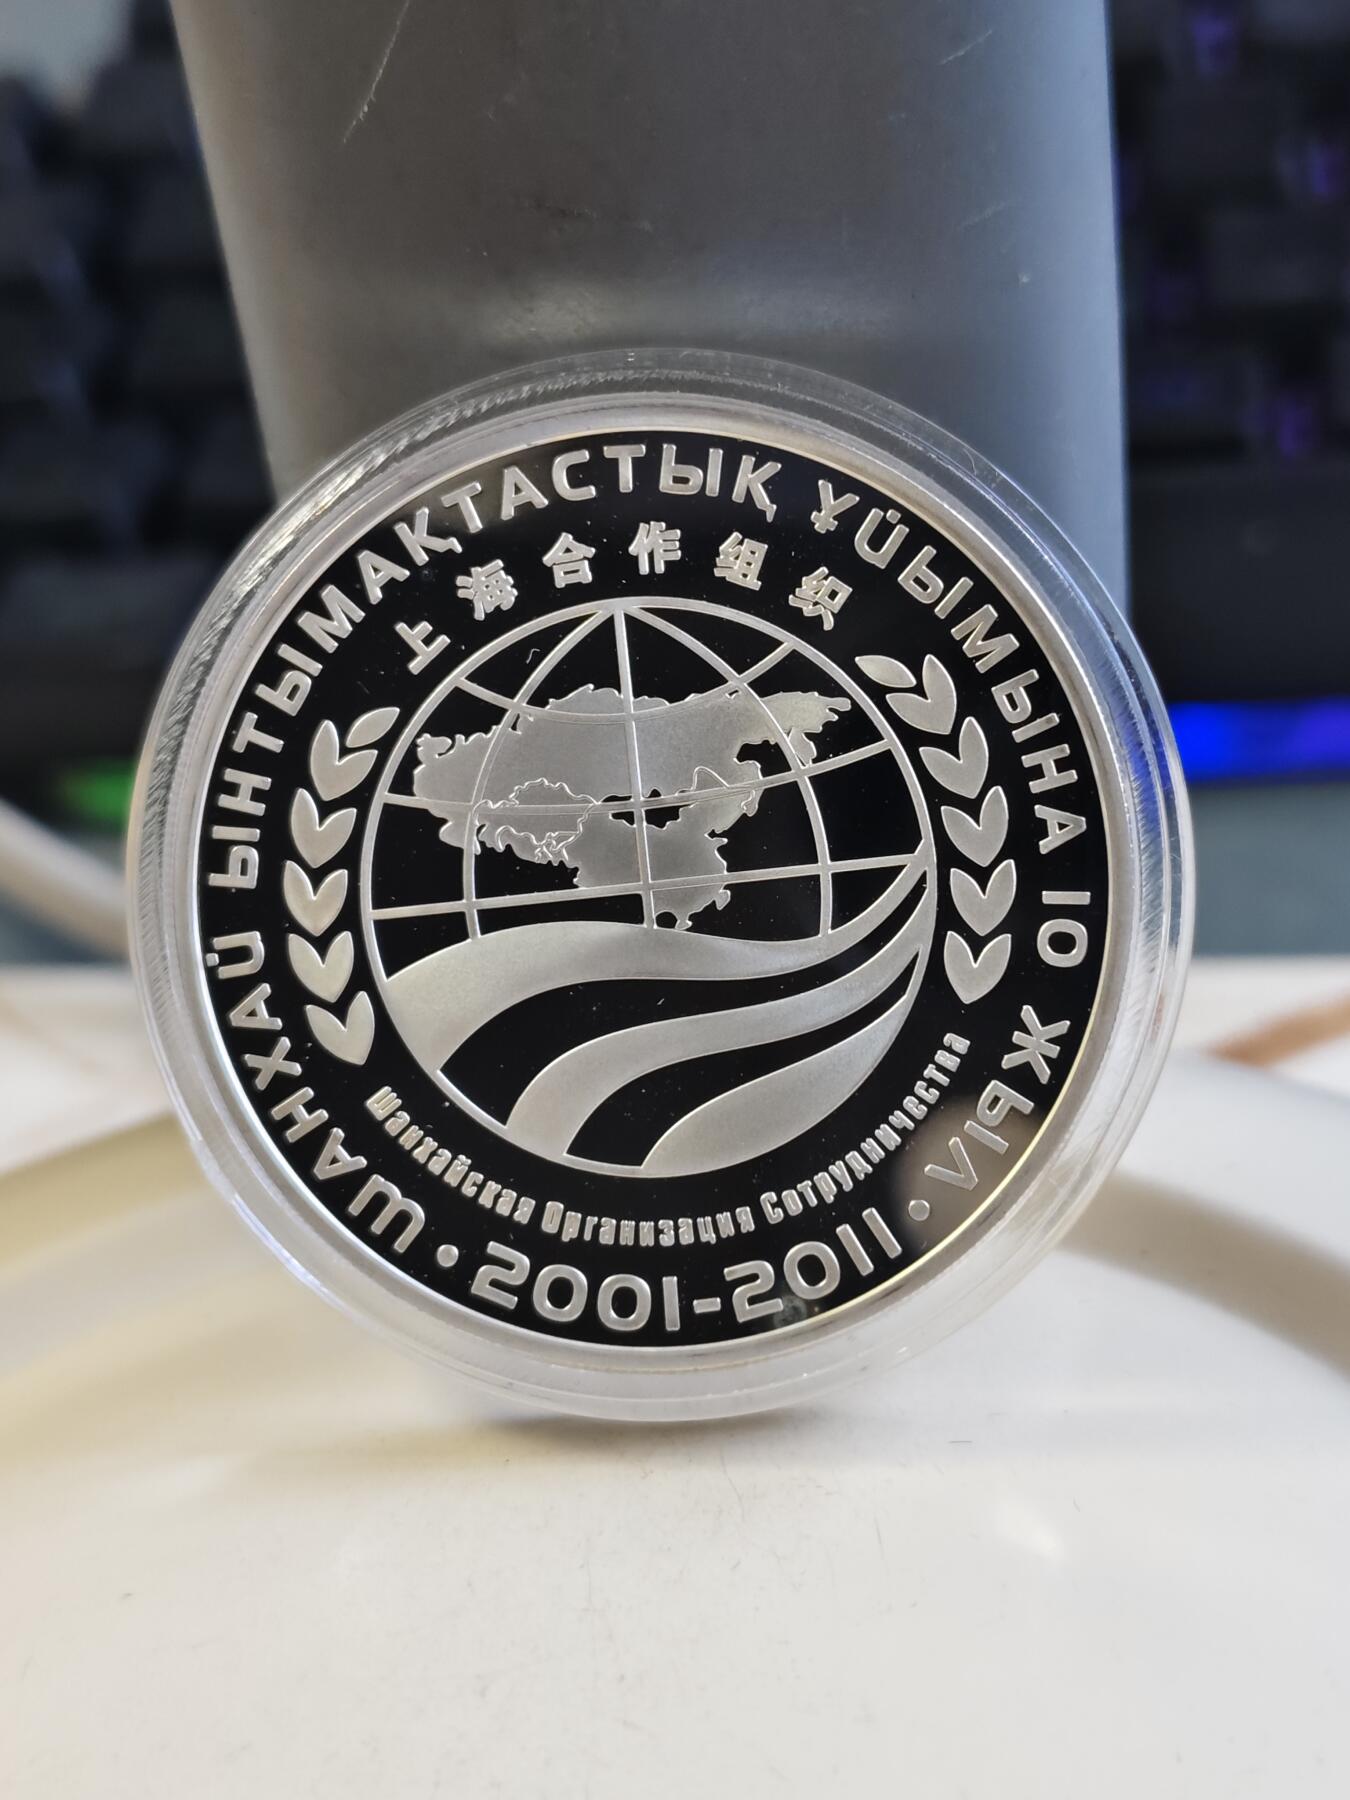 ШАНХАЙ ЫНТЫМАҚТАСТЫҚ ҰЙЫМЫНА 10 ЖЫЛ
上海合作组织
Шанхайская Организация Сотрудничества
• 2001-2011 •